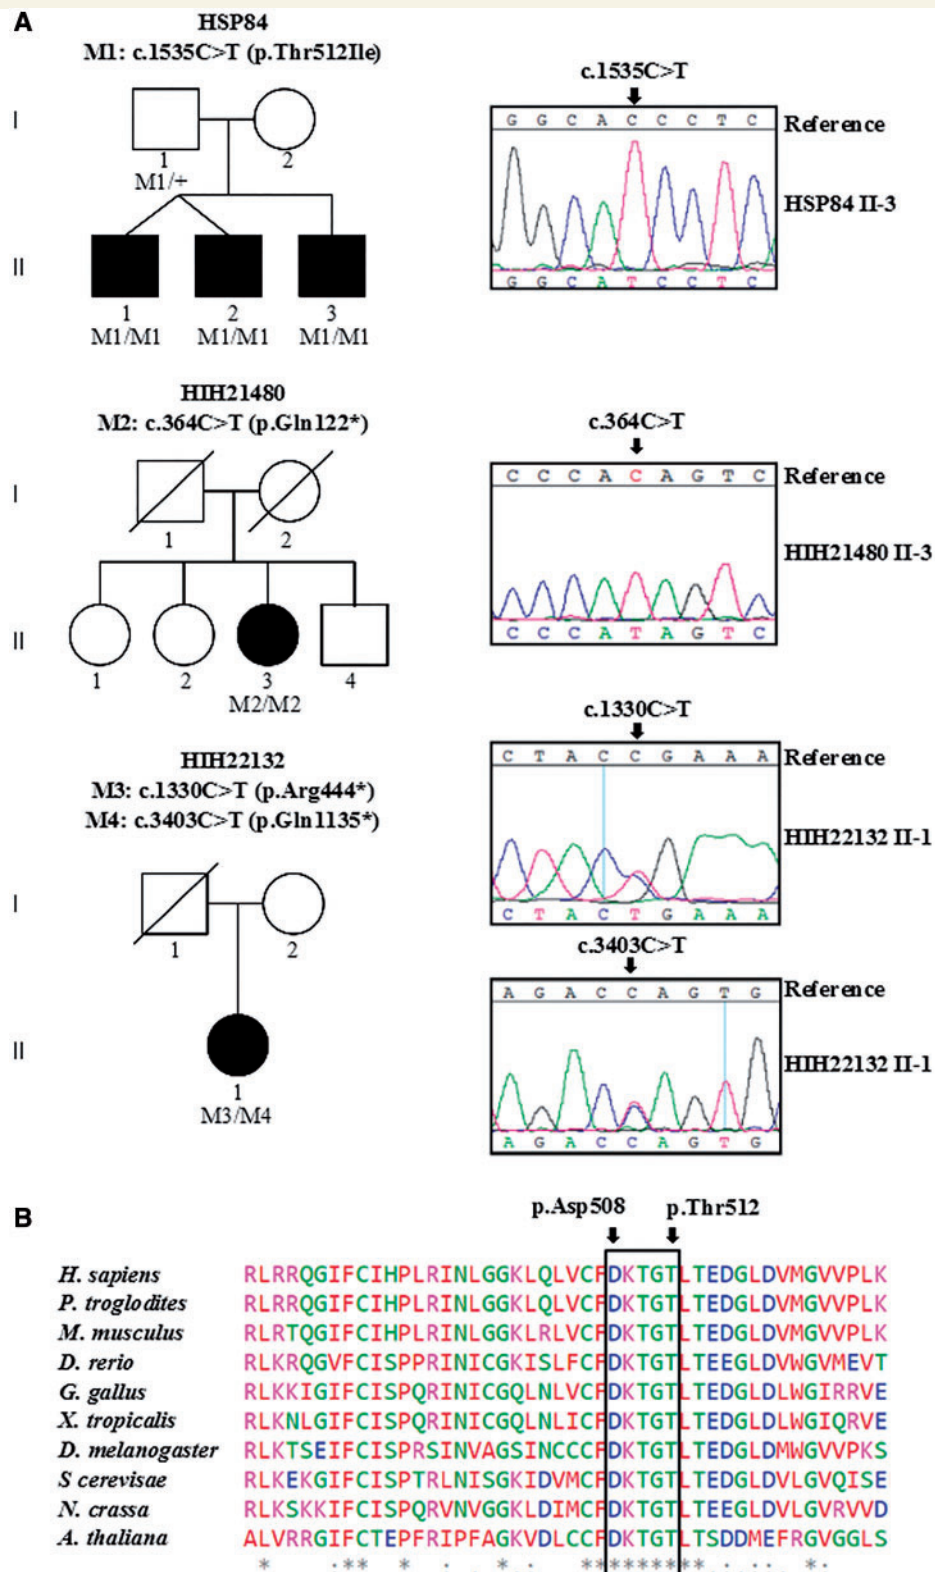 A
HSP84
M1: c.1535C>T (p.Thr512Ile)
I
1
2
M1/+
II
1
2
3
M1/M1
M1/M1
M1/M1
c.1535C>T
G G C A C C C T C
Reference
HSP84 II-3
G G C A T C C T C
HIH21480
M2: c.364C>T (p.Gln122*)
I
1
2
II
1
2
3
4
M2/M2
c.364C>T
C C C A C A G T C
Reference
HIH21480 II-3
C C C A T A G T C
HIH22132
M3: c.1330C>T (p.Arg444*)
M4: c.3403C>T (p.Gln1135*)
I
1
2
II
1
M3/M4
c.1330C>T
C T A C C G A A A
Reference
HIH22132 II-1
C T A C T G A A A
c.3403C>T
A G A C C A G T G
Reference
HIH22132 II-1
A G A C C A G T G
B
p.Asp508
p.Thr512
H. sapiens RLRRQGIFCIHPLRINLGGKLQLVCFDKTGTLTEDGLDVMGVVPLK
P. troglodites RLRRQGIFCIHPLRINLGGKLQLVCFDKTGTLTEDGLDVMGVVPLK
M. musculus RLRTQGIFCIHPLRINLGGKLRLVCFDKTGTLTEDGLDVMGVVPLK
D. rerio RLKRQGVFCISPPRINICGKISLFCFDKTGTLTEEGLDVWGVMEVT
G. gallus RLKKIGIFCISPQRINICGQLNLVCFDKTGTLTEDGLDLWGIRRVE
X. tropicalis RLKNLGIFCISPQRINICGQLNLICFDKTGTLTEDGLDLWGIQRVE
D. melanogaster RLKTSEIFCISPRSINVAGSINCCCFDKTGTLTEDGLDMWGVVPKS
S cerevisae RLKEKGIFCISPTRLNISGKIDVMCFDKTGTLTEDGLDVLGVQISE
N. crassa RLKSKKIFCISPQRVNVGGKLDIMCFDKTGTLTEEGLDVLGVRVVD
A. thaliana ALVRRGIFCTEPFRIPFAGKVDLCCFDKTGTLTSDDMEFRGVGGLS